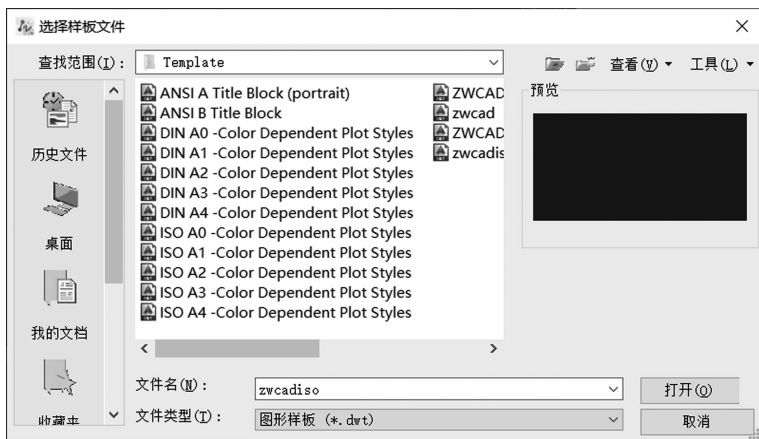 选择样板文件
查找范围(I):
Template
查看(V)
工具(L)
历史文件
桌面
我的文档
收藏夹
ANSI A Title Block (portrait)
ANSI B Title Block
DIN A0 -Color Dependent Plot Styles
DIN A1 -Color Dependent Plot Styles
DIN A2 -Color Dependent Plot Styles
DIN A3 -Color Dependent Plot Styles
DIN A4 -Color Dependent Plot Styles
ISO A0 -Color Dependent Plot Styles
ISO A1 -Color Dependent Plot Styles
ISO A2 -Color Dependent Plot Styles
ISO A3 -Color Dependent Plot Styles
ISO A4 -Color Dependent Plot Styles
ZWCAD
zwcad
ZWCAD
zwcadis
预览
文件名(N):
zwcadiso
打开(O)
文件类型(T):
图形样板 (*.dwt)
取消